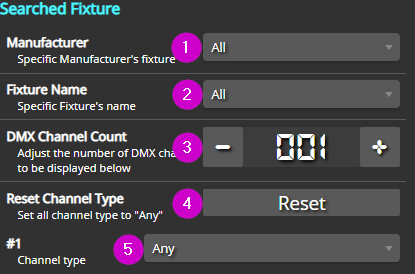 Searched Fixture
Manufacturer
Specific Manufacturer's fixture
1
All
Fixture Name
Specific Fixture's name
2
All
DMX Channel Count
Adjust the number of DMX cha
to be displayed below
3
− 001 +
Reset Channel Type
Set all channel type to "Any"
4
Reset
#1
Channel type
5
Any